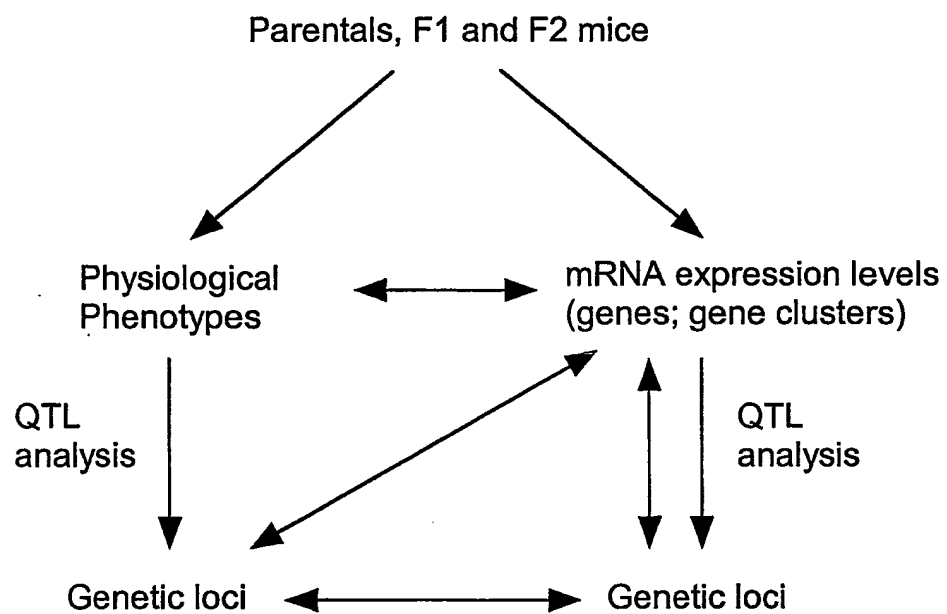 Parentals, F1 and F2 mice
Physiological
Phenotypes
mRNA expression levels
(genes; gene clusters)
QTL
analysis
QTL
analysis
Genetic loci
Genetic loci